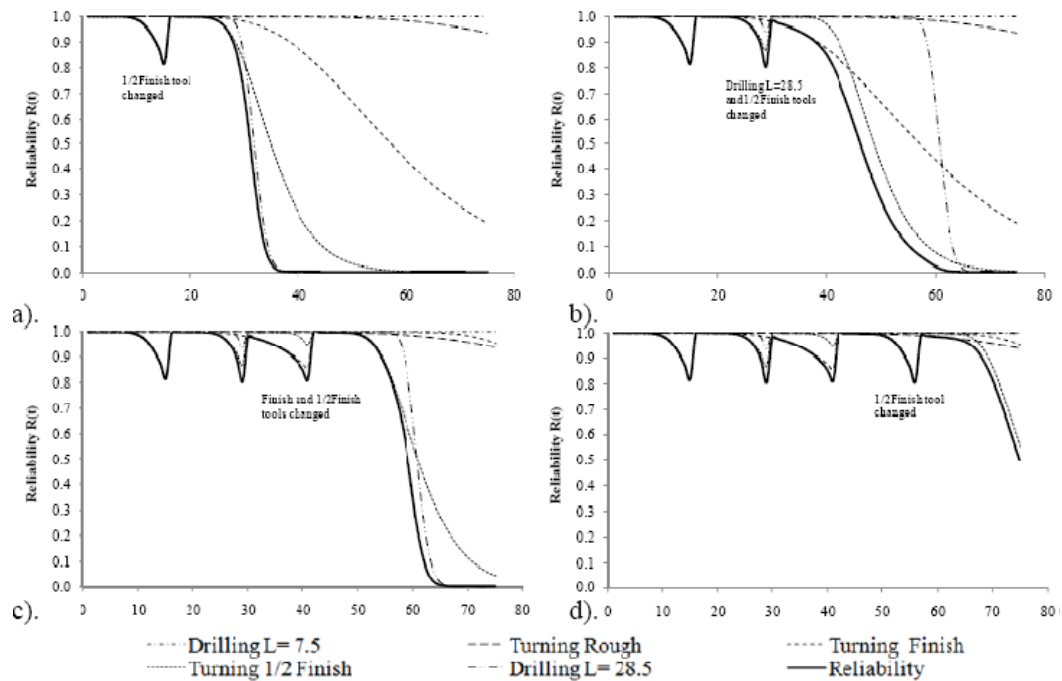 1.0
0.9
0.8
0.7
0.6
0.5
0.4
0.3
0.2
0.1
0.0
Reliability R(t)
1/2Finish tool
changed
0 20 40 60 80
a).
1.0
0.9
0.8
0.7
0.6
0.5
0.4
0.3
0.2
0.1
0.0
Reliability R(t)
Drilling L=28.5
and1/2Finish tools
changed
0 20 40 60 80
b).
1.0
0.9
0.8
0.7
0.6
0.5
0.4
0.3
0.2
0.1
0.0
Reliability R(t)
Finish and 1/2Finish
tools changed
0 10 20 30 40 50 60 70 80
c).
1.0
0.9
0.8
0.7
0.6
0.5
0.4
0.3
0.2
0.1
0.0
Reliability R(t)
1/2Finish tool
changed
0 10 20 30 40 50 60 70 80
d).
Drilling L= 7.5 Turning Rough Turning Finish
Turning 1/2 Finish Drilling L= 28.5 Reliability